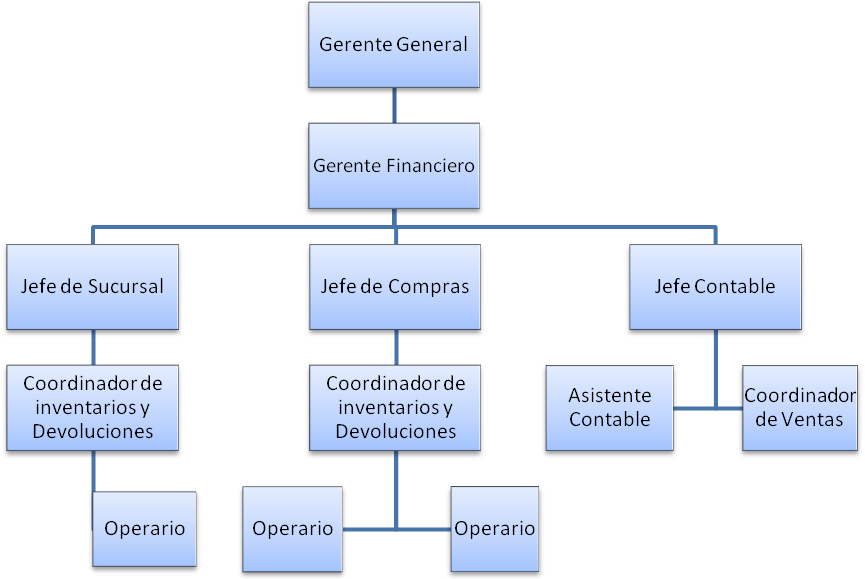 Gerente General
Gerente Financiero
Jefe de Sucursal
Jefe de Compras
Jefe Contable
Coordinador de
inventarios y
Devoluciones
Coordinador de
inventarios y
Devoluciones
Asistente
Contable
Coordinador
de Ventas
Operario
Operario
Operario